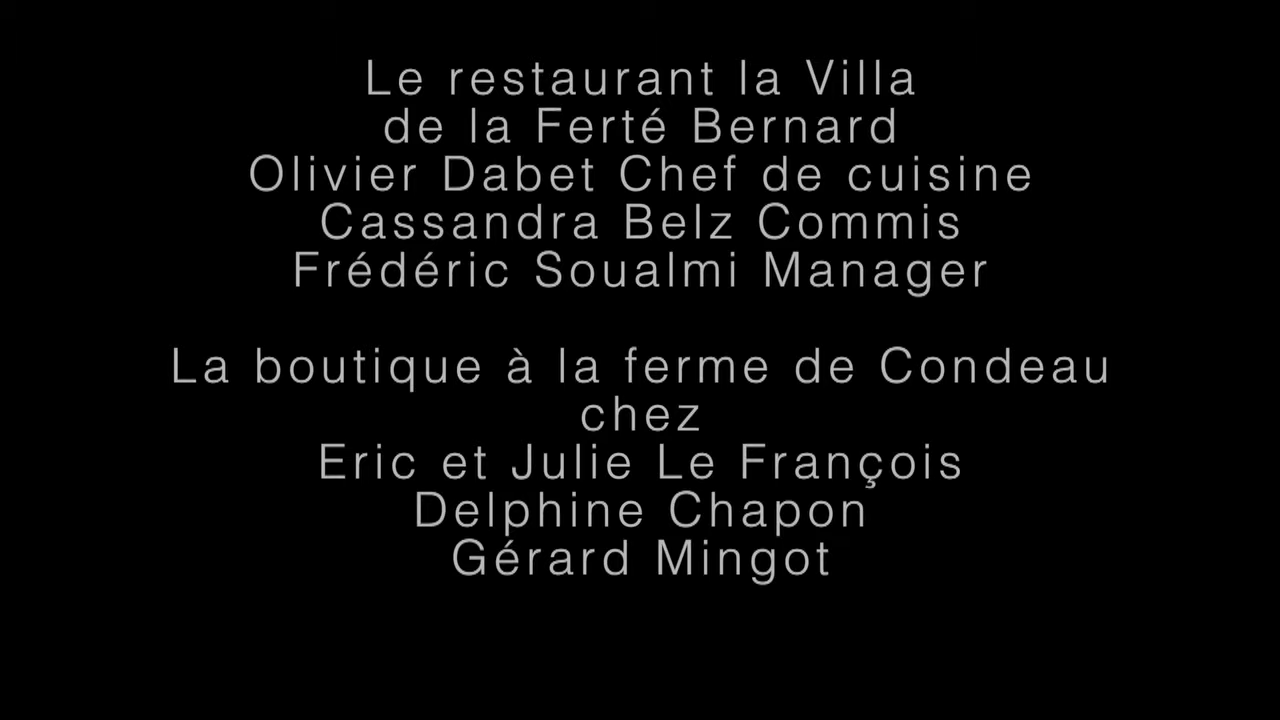 Le restaurant la Villa
de la Ferté Bernard
Olivier Dabet Chef de cuisine
Cassandra Belz Commis
Frédéric Soualmi Manager
La boutique à la ferme de Condeau
chez
Eric et Julie Le François
Delphine Chapon
Gérard Mingot